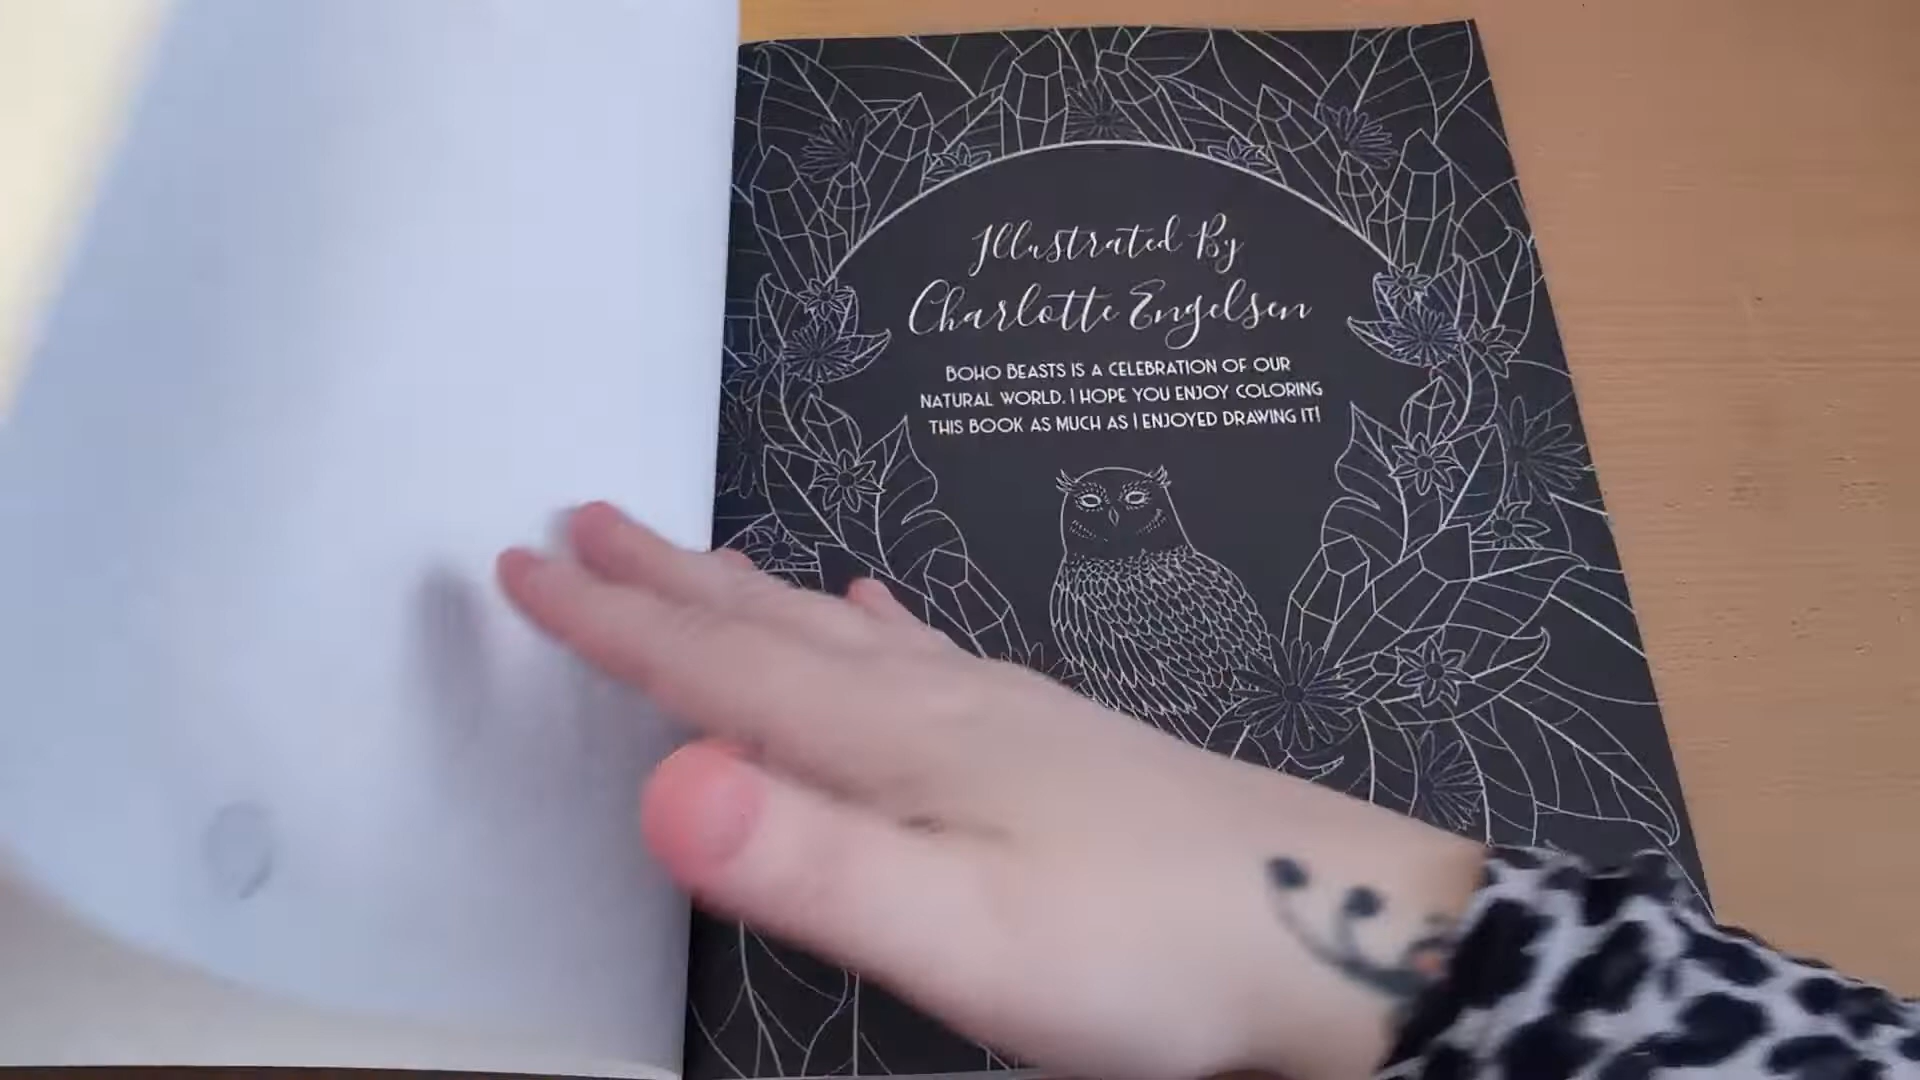 Illustrated By
Charlotte Engelsen
BOHO BEASTS IS A CELEBRATION OF OUR
NATURAL WORLD. I HOPE YOU ENJOY COLORING
THIS BOOK AS MUCH AS I ENJOYED DRAWING IT!